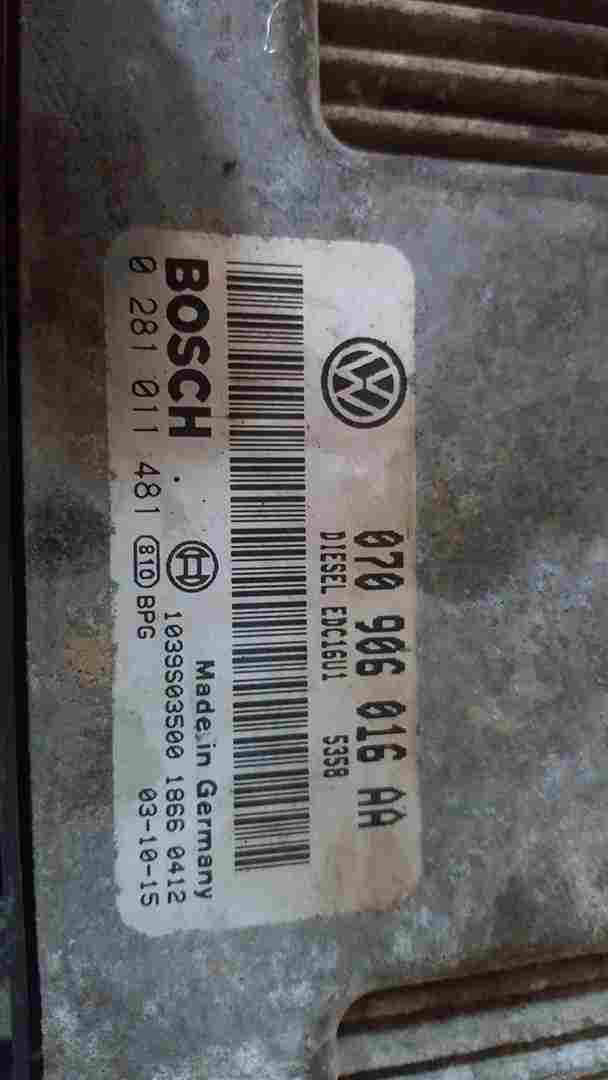 VW
070 906 016 AA
DIESEL EDC16U1 5358
BOSCH
0 281 011 481 810 BPG
Made in Germany
1039S03500 1866 0412
03-10-15